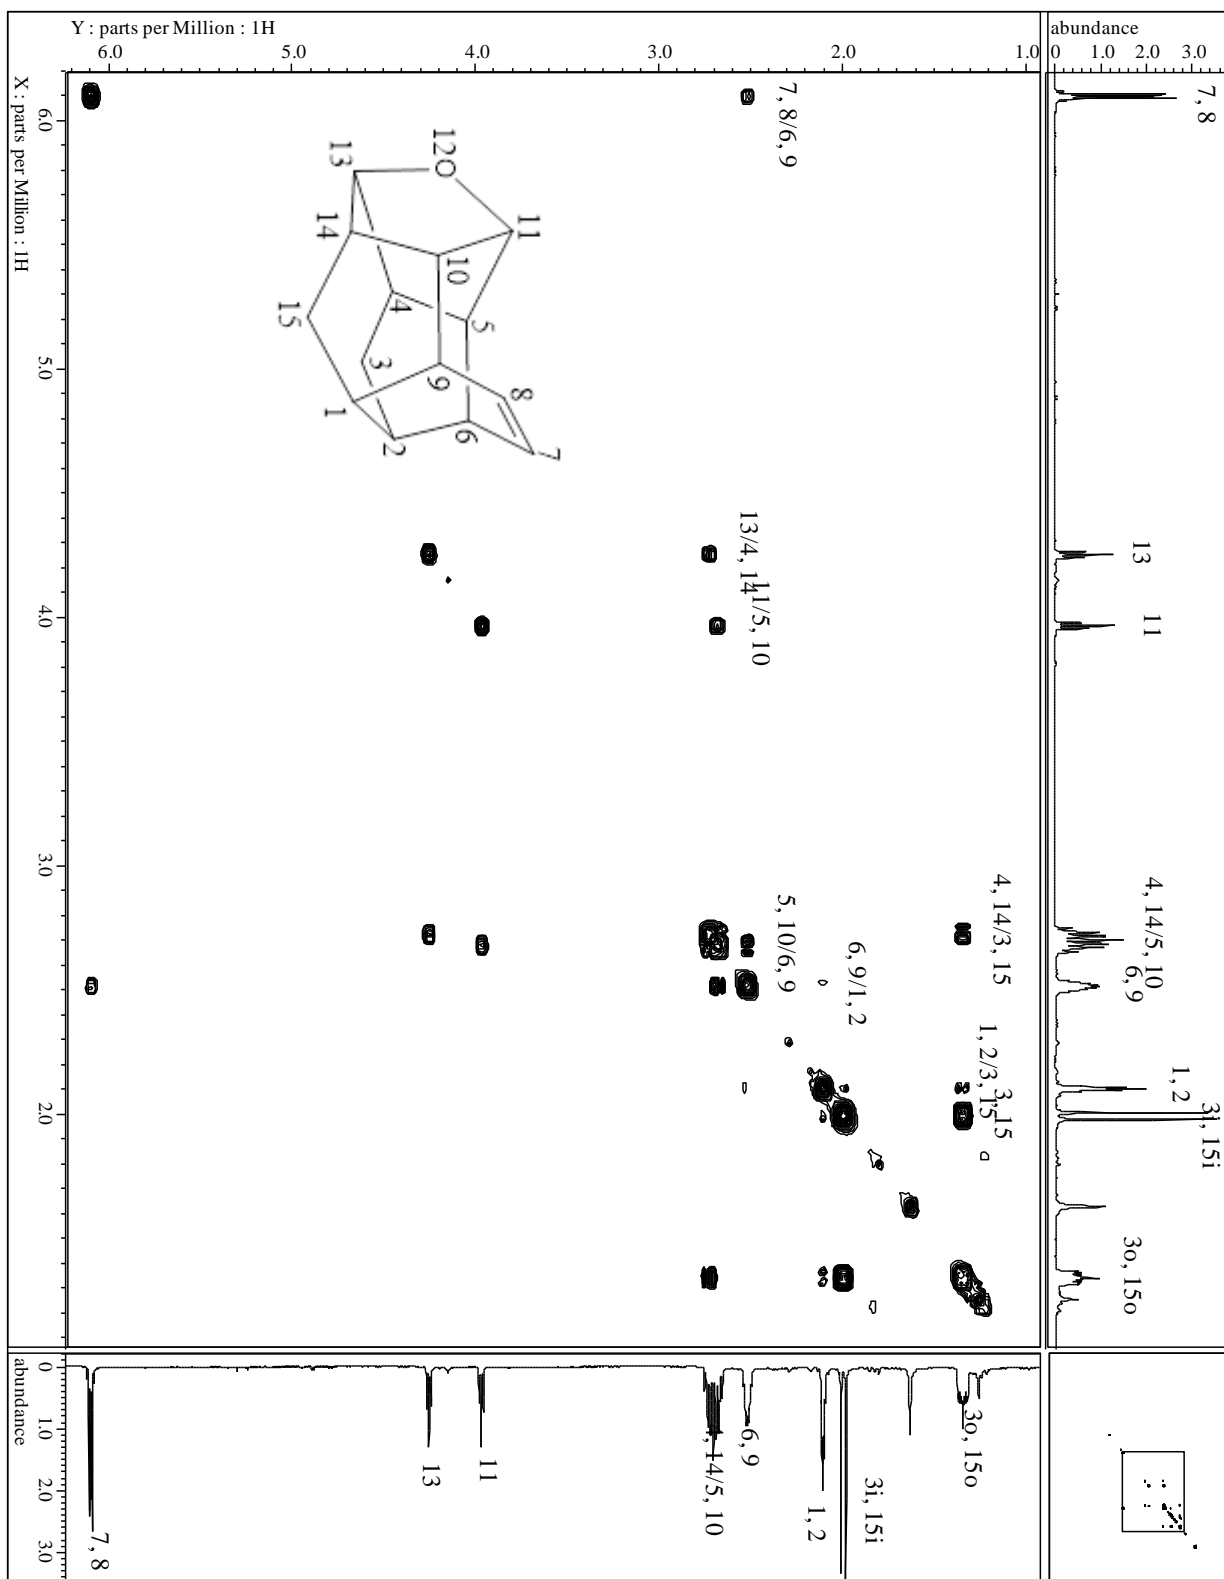 Y : parts per Million : 1H
6.0 5.0 4.0 3.0 2.0 1.0
abundance
0 1.0 2.0 3.0
X : parts per Million : 1H
6.0 5.0 4.0 3.0 2.0
7, 8
13
11
4, 14/5, 10
6, 9
1, 2
3i, 15i
3o, 15o
7, 8/6, 9
13/4, 14
11/5, 10
5, 10/6, 9
6, 9/1, 2
4, 14/3, 15
1, 2/3, 15
3, 15
12O
13
11
14
10
4
5
15
3
9
8
1
2
6
7
abundance
0 1.0 2.0 3.0
7, 8
13
11
4, 14/5, 10
6, 9
1, 2
3i, 15i
3o, 15o